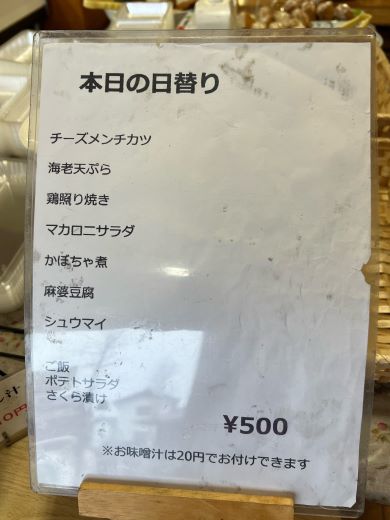 本日の日替り
チーズメンチカツ
海老天ぷら
鶏照り焼き
マカロニサラダ
かぼちゃ煮
麻婆豆腐
シュウマイ
ご飯
ポテトサラダ
さくら漬け
¥500
※お味噌汁は20円でお付けできます